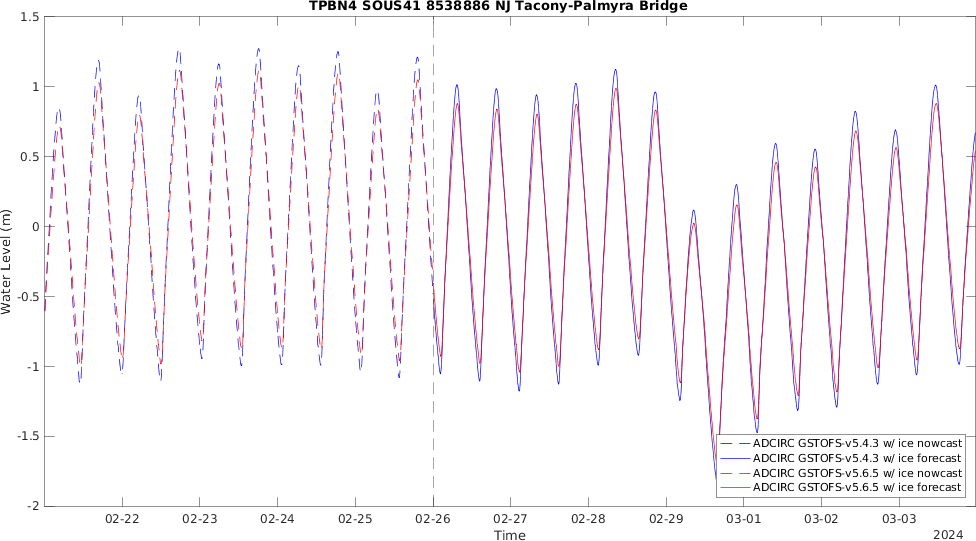 TPBN4 SOUS41 8538886 NJ Tacony-Palmyra Bridge
1.5
1
0.5
0
-0.5
-1
-1.5
-2
Water Level (m)
02-22 02-23 02-24 02-25 02-26 02-27 02-28 02-29 03-01 03-02 03-03
Time
2024
ADCIRC GSTOFS-v5.4.3 w/ ice nowcast
ADCIRC GSTOFS-v5.4.3 w/ ice forecast
ADCIRC GSTOFS-v5.6.5 w/ ice nowcast
ADCIRC GSTOFS-v5.6.5 w/ ice forecast